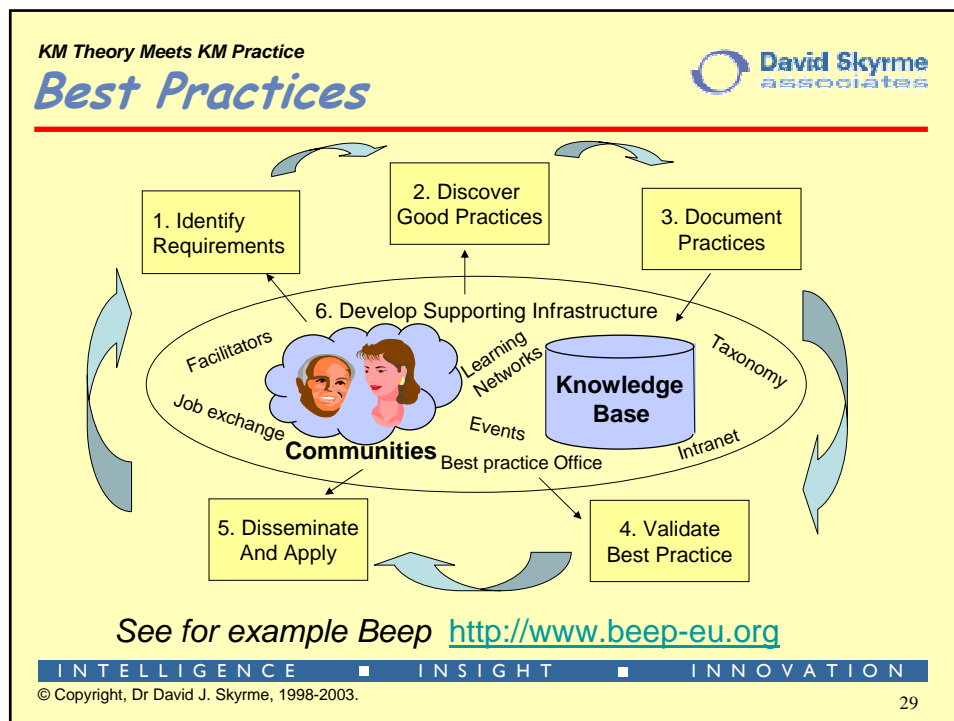 KM Theory Meets KM Practice
Best Practices
David Skyrme
associates
1. Identify
Requirements
2. Discover
Good Practices
3. Document
Practices
6. Develop Supporting Infrastructure
Facilitators
Learning
Networks
Taxonomy
Knowledge
Base
Job exchange
Events
Communities
Best practice Office
Intranet
5. Disseminate
And Apply
4. Validate
Best Practice
See for example Beep http://www.beep-eu.org
INTELLIGENCE ■ INSIGHT ■ INNOVATION
© Copyright, Dr David J. Skyrme, 1998-2003.
29